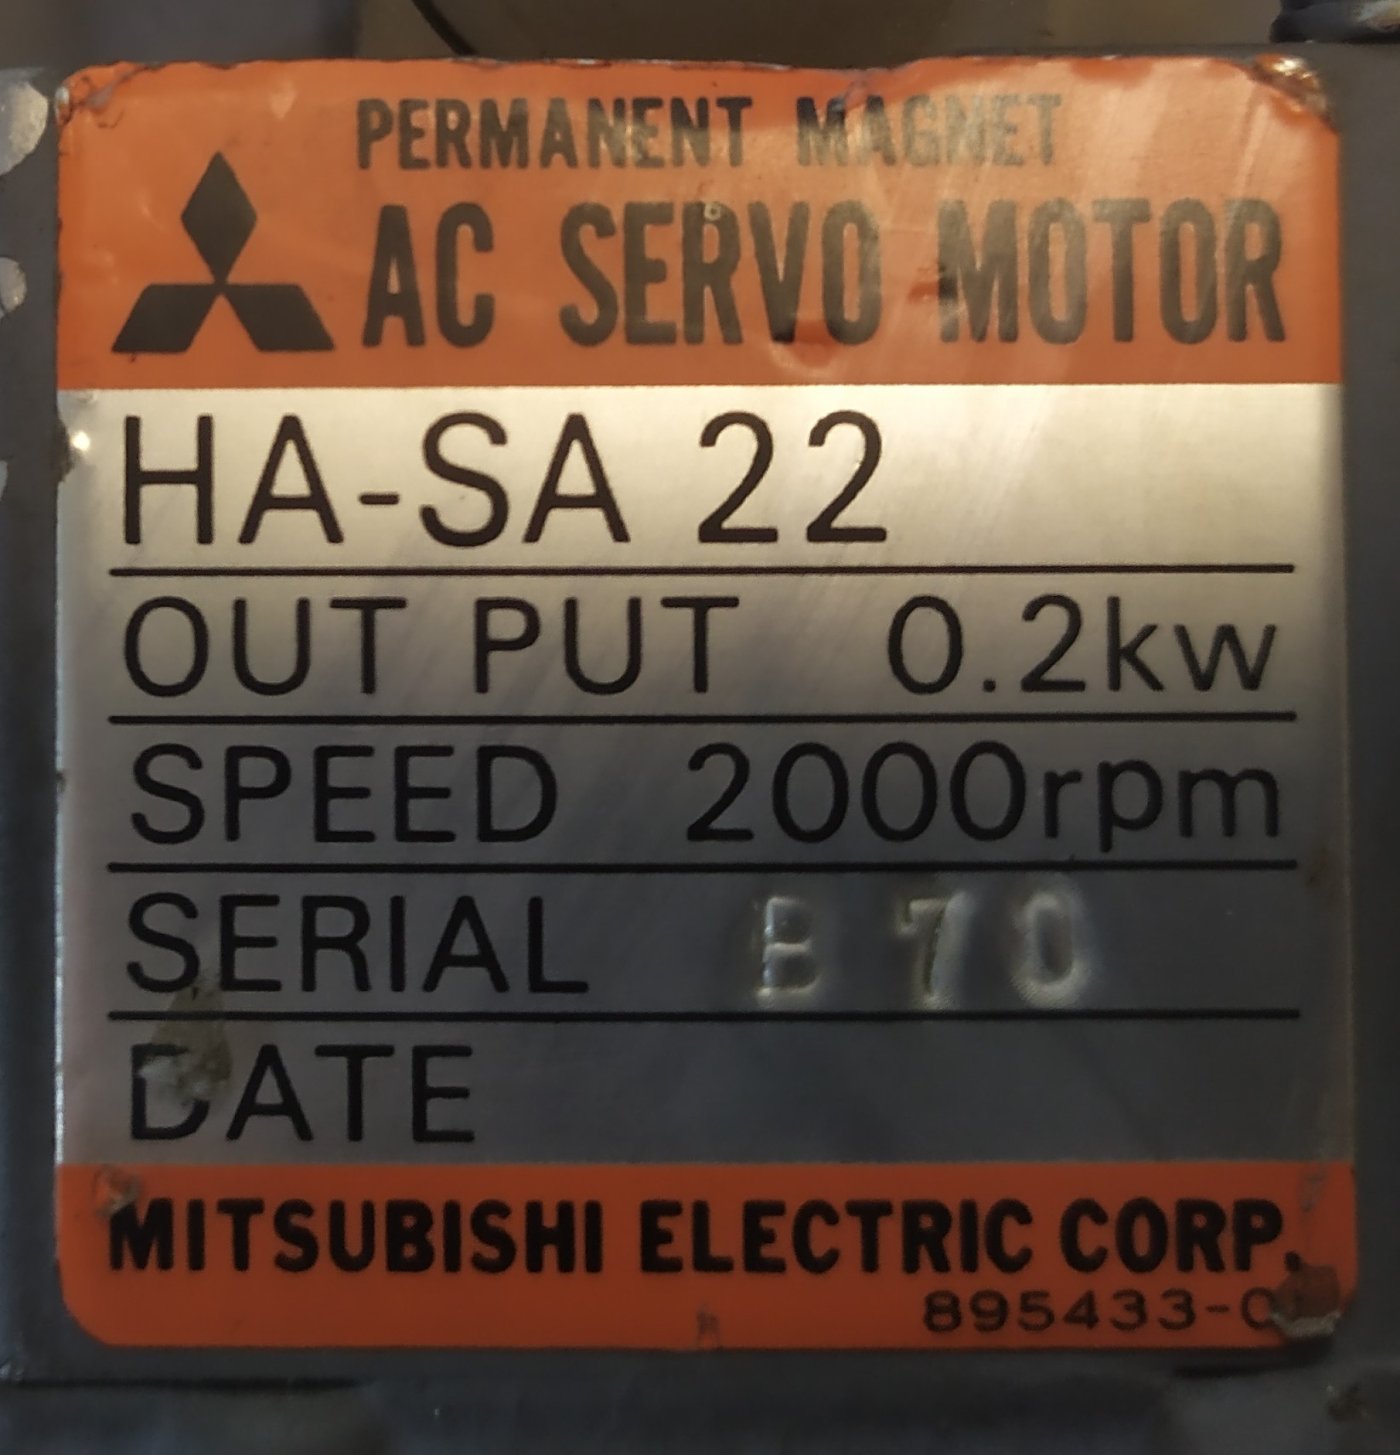 PERMANENT MAGNET
AC SERVO MOTOR
HA-SA 22
OUT PUT 0.2kw
SPEED 2000rpm
SERIAL B 70
DATE
MITSUBISHI ELECTRIC CORP.